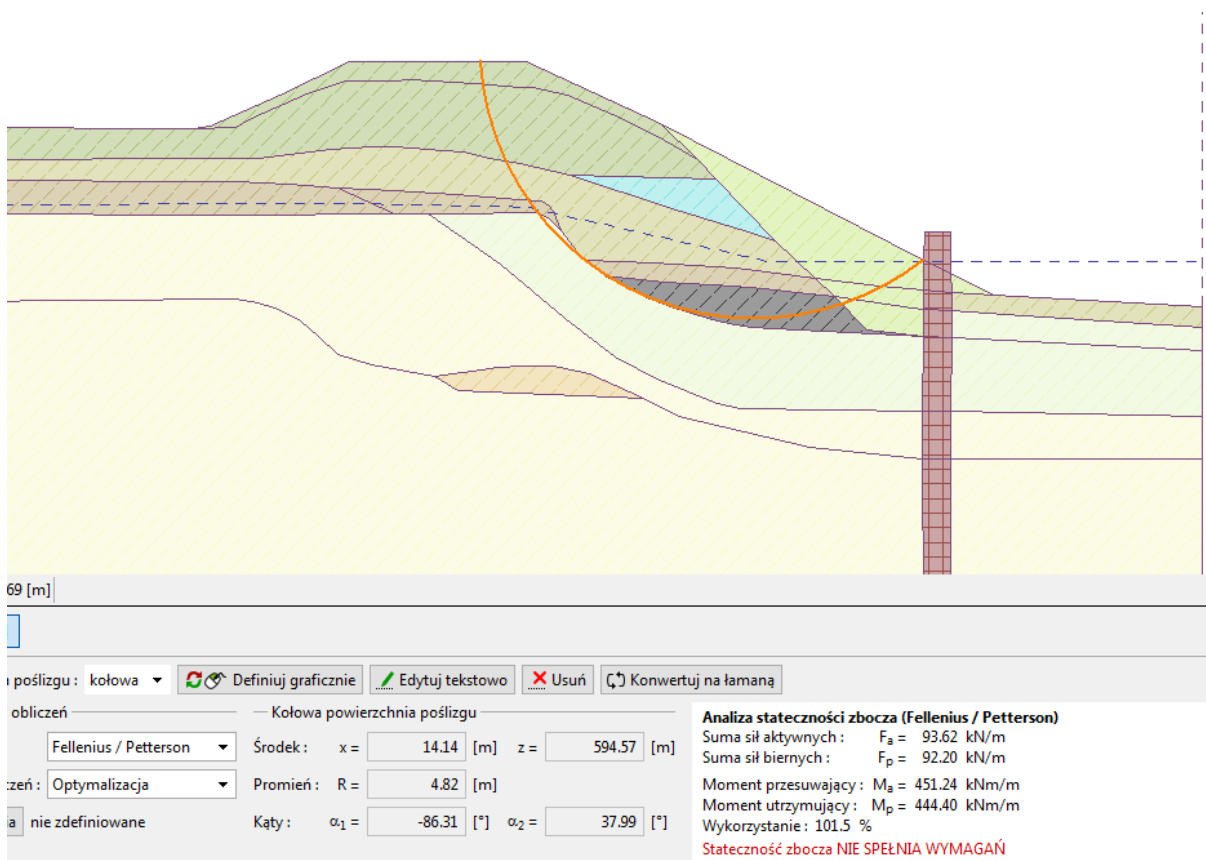 69 [m]
poślizgu : kołowa Definiuj graficznie Edytuj tekstowo Usuń Konwertuj na łamaną
obliczeń
Fellenius / Petterson
Optymalizacja
nie zdefiniowane
Kołowa powierzchnia poślizgu
Środek : x = 14.14 [m] z = 594.57 [m]
Promień : R = 4.82 [m]
Kąty : α1 = -86.31 [°] α2 = 37.99 [°]
Analiza stateczności zbocza (Fellenius / Petterson)
Suma sił aktywnych : Fa = 93.62 kN/m
Suma sił biernych : Fp = 92.20 kN/m
Moment przesuwający : Ma = 451.24 kNm/m
Moment utrzymujący : Mp = 444.40 kNm/m
Wykorzystanie : 101.5 %
Stateczność zbocza NIE SPEŁNIA WYMAGAŃ